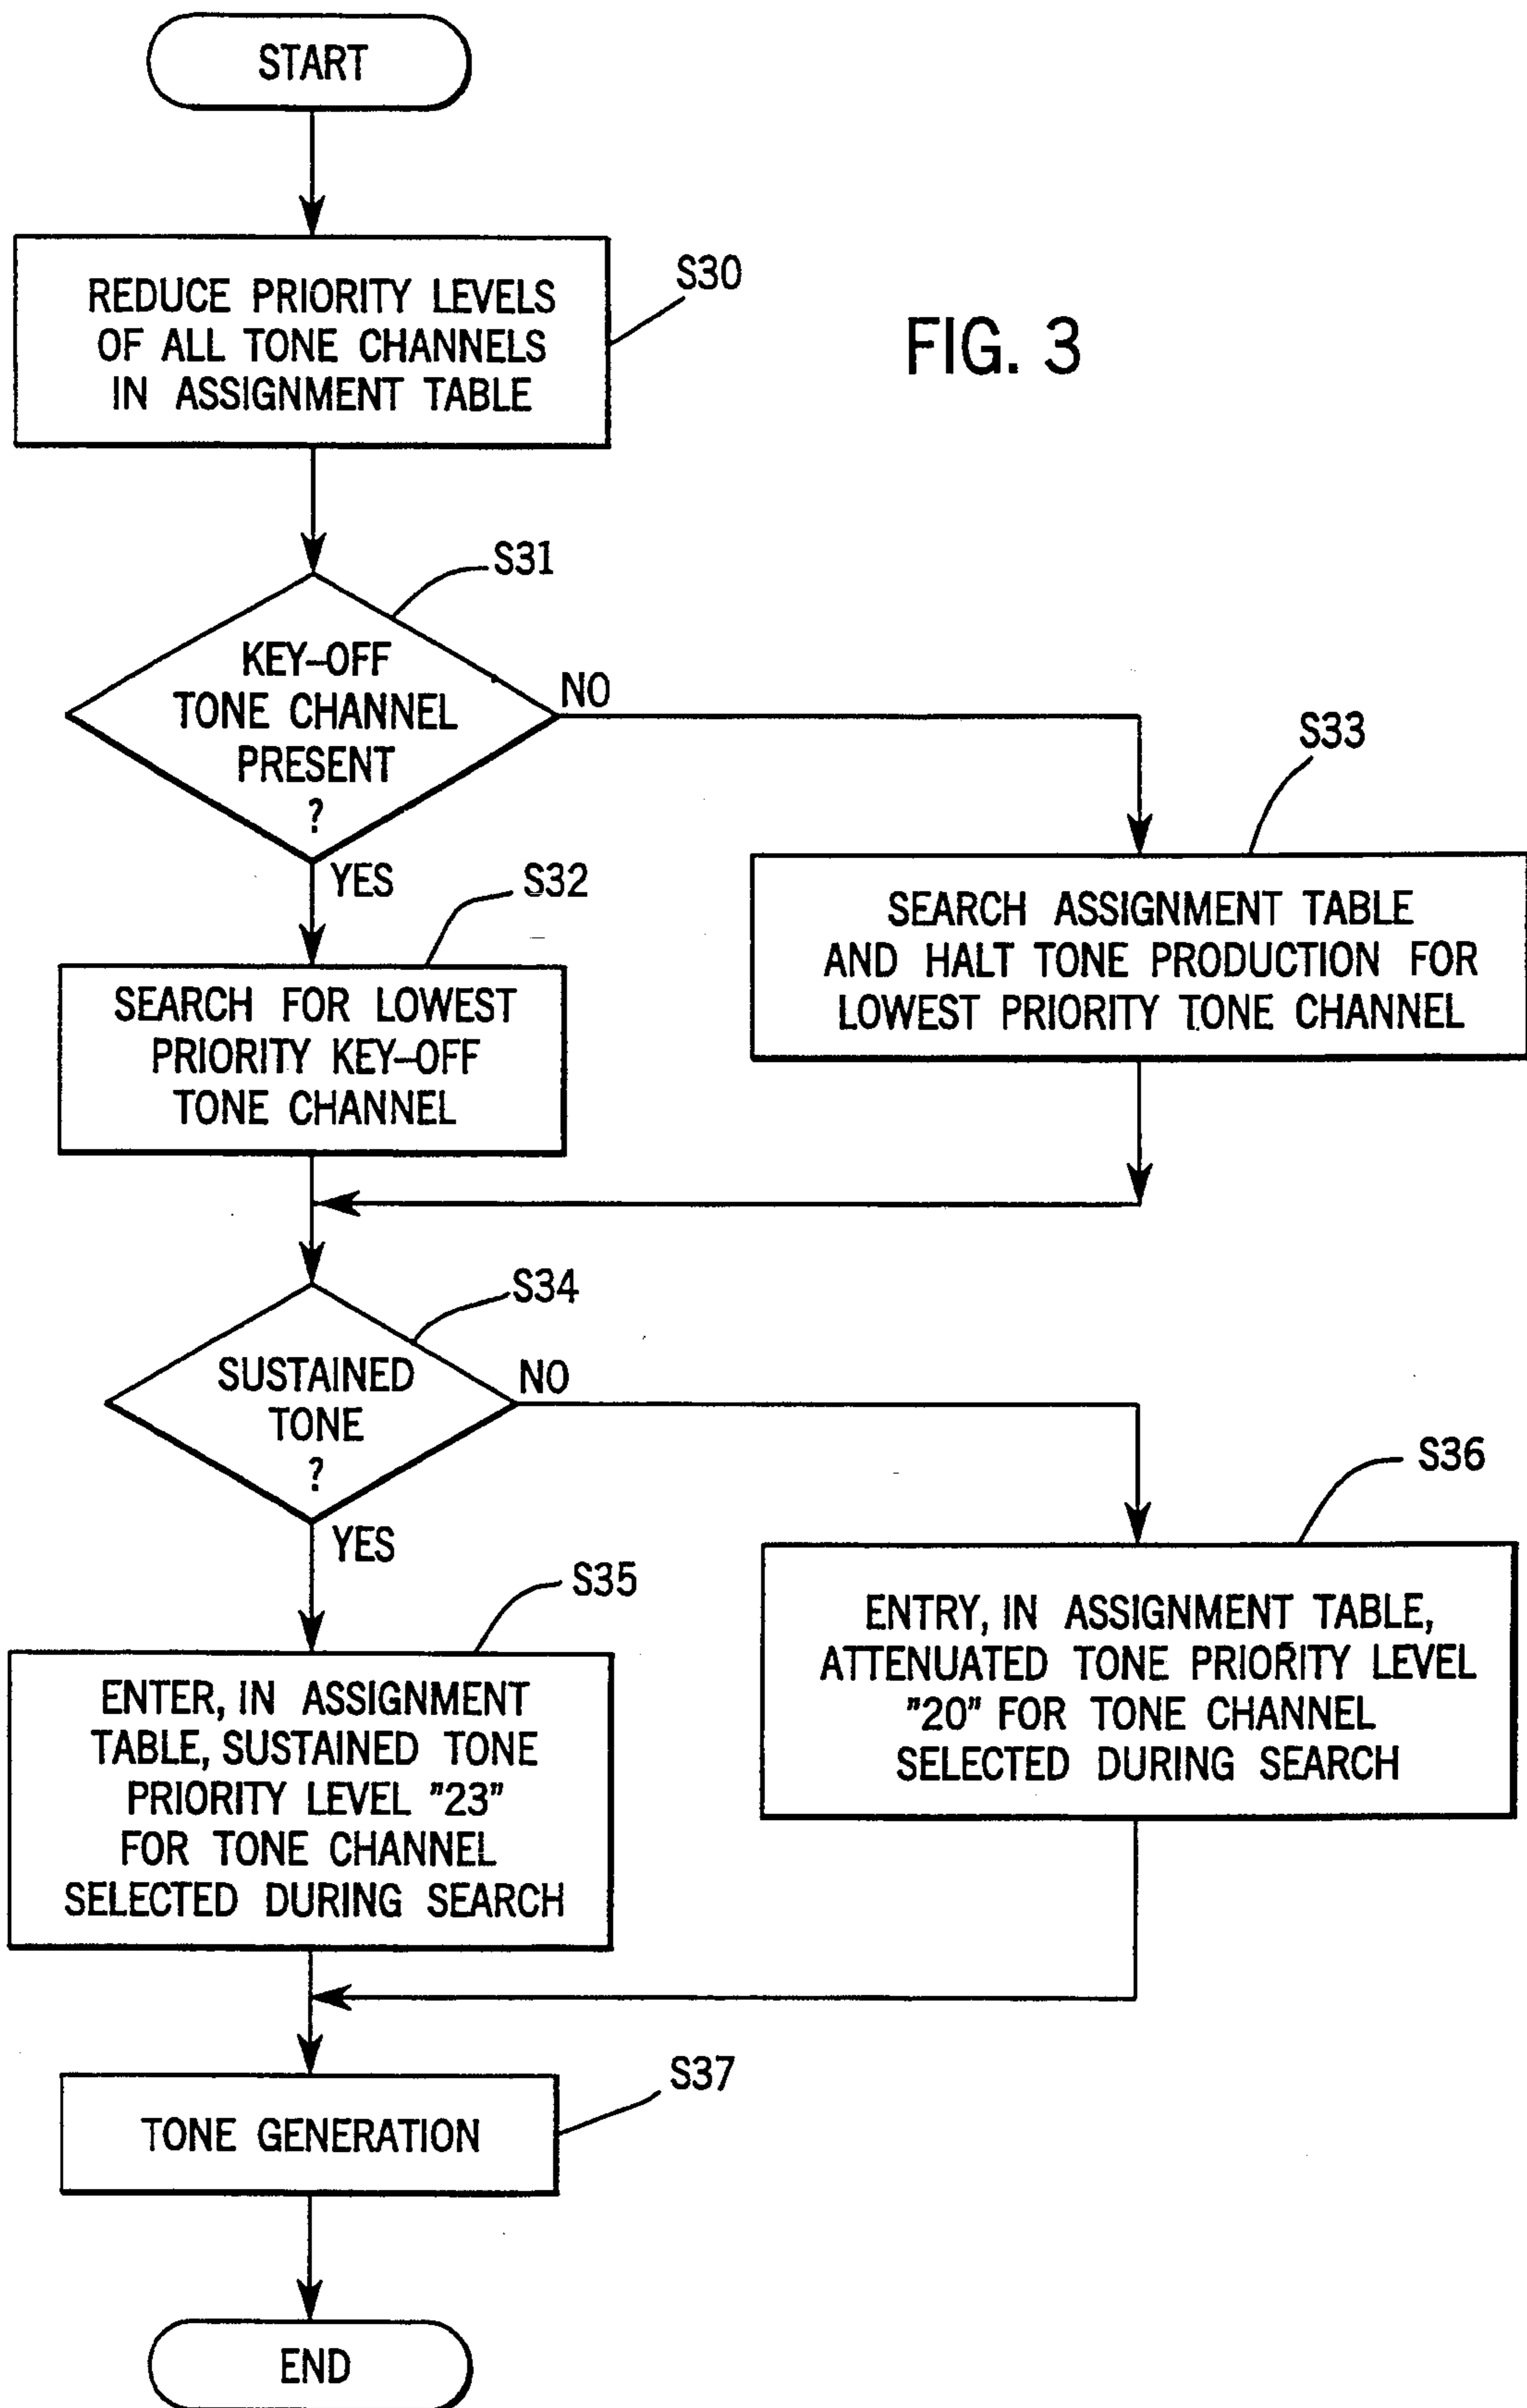 START
REDUCE PRIORITY LEVELS
OF ALL TONE CHANNELS
IN ASSIGNMENT TABLE
S30
FIG. 3
S31
KEY–OFF
TONE CHANNEL
PRESENT
?
NO
YES
S33
SEARCH ASSIGNMENT TABLE
AND HALT TONE PRODUCTION FOR
LOWEST PRIORITY TONE CHANNEL
S32
SEARCH FOR LOWEST
PRIORITY KEY–OFF
TONE CHANNEL
S34
SUSTAINED
TONE
?
NO
YES
S36
ENTRY, IN ASSIGNMENT TABLE,
ATTENUATED TONE PRIORITY LEVEL
"20" FOR TONE CHANNEL
SELECTED DURING SEARCH
S35
ENTER, IN ASSIGNMENT
TABLE, SUSTAINED TONE
PRIORITY LEVEL "23"
FOR TONE CHANNEL
SELECTED DURING SEARCH
S37
TONE GENERATION
END